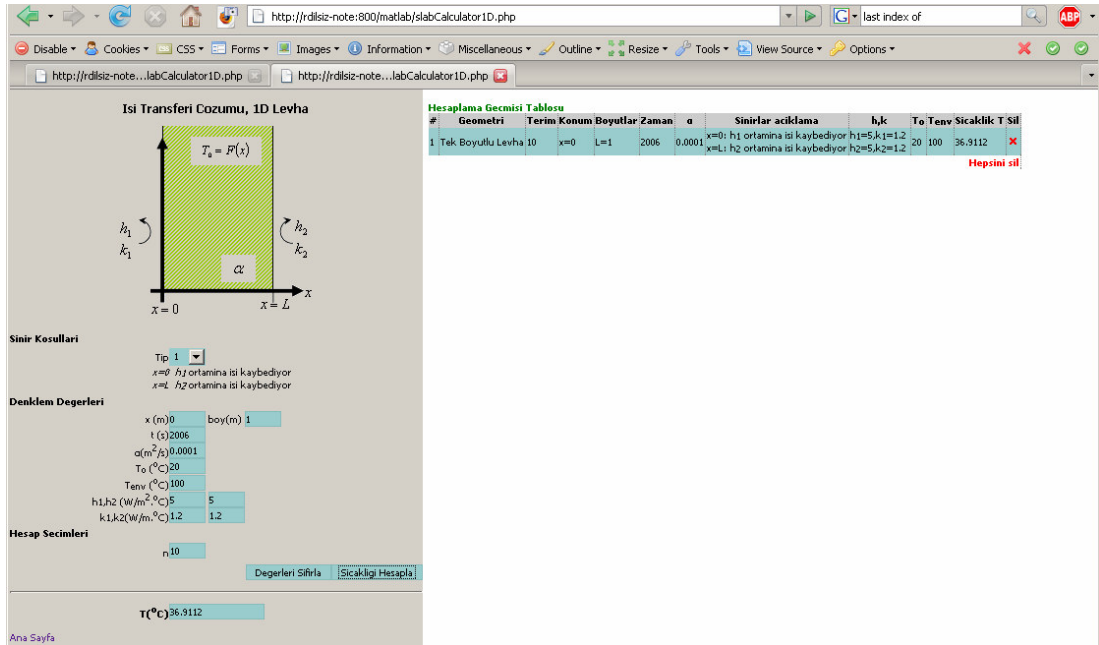 http://rdilsiz-note:800/matlab/slabCalculator1D.php
last index of
ABP
Disable Cookies CSS Forms Images Information Miscellaneous Outline Resize Tools View Source Options
http://rdilsiz-note...labCalculator1D.php http://rdilsiz-note...labCalculator1D.php
Isi Transferi Cozumu, 1D Levha
T₀ = F(x)
h₁
k₁
h₂
k₂
α
x = 0
x = L
x
Sinir Kosullari
Tip 1
x=0 h1 ortamina isi kaybediyor
x=L h2 ortamina isi kaybediyor
Denklem Degerleri
x (m) 0 boy(m) 1
t (s) 2006
α(m²/s) 0.0001
To (°C) 20
Tenv (°C) 100
h1,h2 (W/m².°C) 5 5
k1,k2(W/m.°C) 1.2 1.2
Hesap Secimleri
n 10
Degerleri Sifirla Sicakligi Hesapla
T(°C) 36.9112
Ana Sayfa
Hesaplama Gecmisi Tablosu
# Geometri Terim Konum Boyutlar Zaman α Sinirlar aciklama h,k To Tenv Sicaklik T Sil
1 Tek Boyutlu Levha 10 x=0 L=1 2006 0.0001 x=0: h1 ortamina isi kaybediyor h1=5,k1=1.2 20 100 36.9112
x=L: h2 ortamina isi kaybediyor h2=5,k2=1.2
Hepsini sil